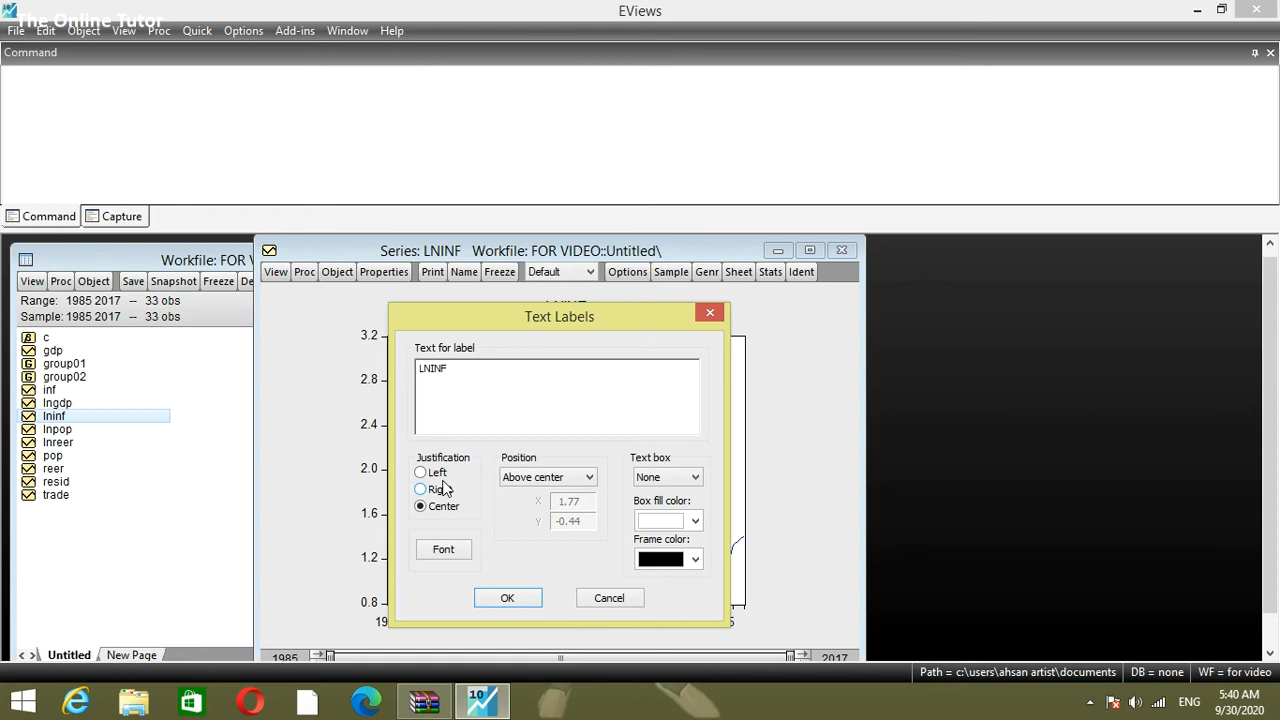 The Online Tutor
EViews
File Edit Object View Proc Quick Options Add-ins Window Help
Command
Command Capture
Series: LNINF Workfile: FOR VIDEO::Untitled\
Workfile: FOR V
View Proc Object Properties Print Name Freeze Default Options Sample Genr Sheet Stats Ident
View Proc Object Save Snapshot Freeze De
Range: 1985 2017 -- 33 obs
Sample: 1985 2017 -- 33 obs
c
gdp
group01
group02
inf
lngdp
lninf
lnpop
lnreer
pop
reer
resid
trade
Untitled New Page
3.2
2.8
2.4
2.0
1.6
1.2
0.8
1985 2017
Text Labels
Text for label
LNINF
Justification
Left
Center
Font
Position
Above center
X 1.77
Y -0.44
Text box
None
Box fill color:
Frame color:
OK Cancel
Path = c:\users\ahsan artist\documents DB = none WF = for video
10
ENG
5:40 AM
9/30/2020